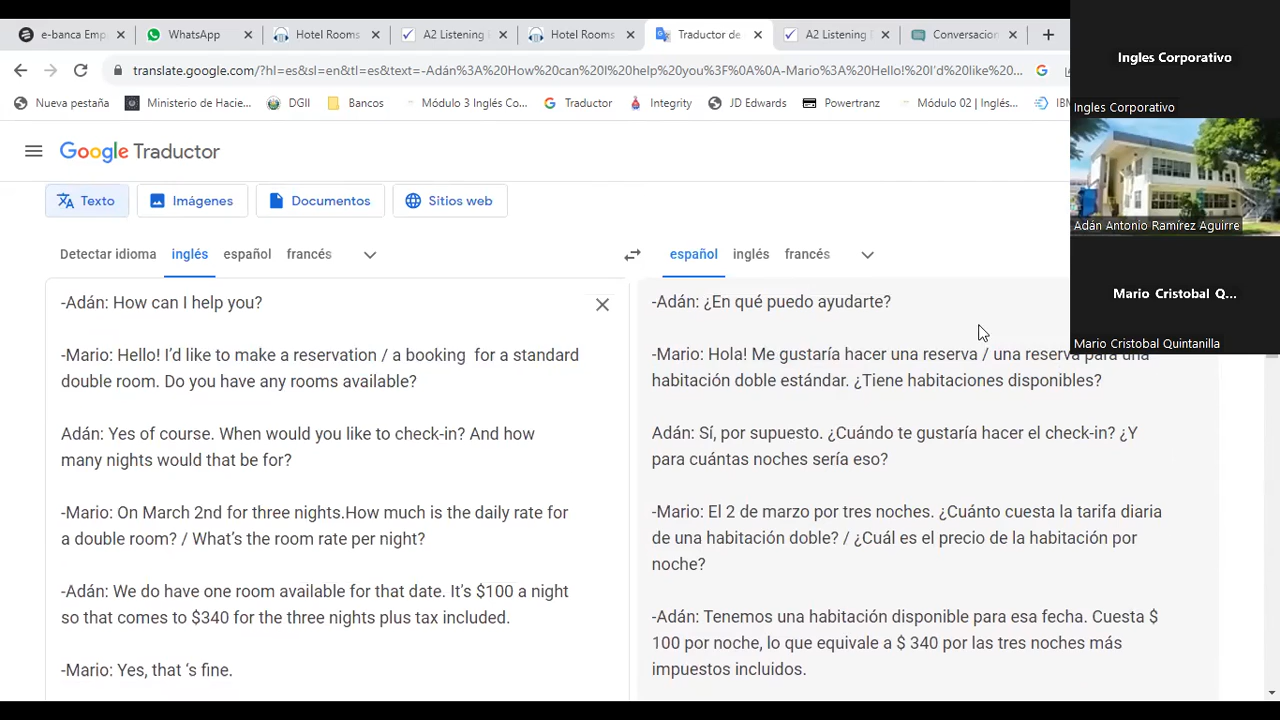 e-banca Emp
WhatsApp
Hotel Rooms
A2 Listening
Hotel Rooms
Traductor de
A2 Listening
Conversacion
translate.google.com/?hl=es&sl=en&tl=es&text=-Adán%3A%20How%20can%20I%20help%20you%3F%0A%0A-Mario%3A%20Hello!%20I'd%20like%20...
Nueva pestaña
Ministerio de Hacie...
DGII
Bancos
Módulo 3 Inglés Co...
Traductor
Integrity
JD Edwards
Powertranz
Módulo 02 | Inglés...
IBM
Google Traductor
Texto
Imágenes
Documentos
Sitios web
Detectar idioma
inglés
español
francés
español
inglés
francés
-Adán: How can I help you?
-Mario: Hello! I'd like to make a reservation / a booking for a standard
double room. Do you have any rooms available?
Adán: Yes of course. When would you like to check-in? And how
many nights would that be for?
-Mario: On March 2nd for three nights.How much is the daily rate for
a double room? / What's the room rate per night?
-Adán: We do have one room available for that date. It's $100 a night
so that comes to $340 for the three nights plus tax included.
-Mario: Yes, that 's fine.
-Adán: ¿En qué puedo ayudarte?
-Mario: Hola! Me gustaría hacer una reserva / una reserva para una
habitación doble estándar. ¿Tiene habitaciones disponibles?
Adán: Sí, por supuesto. ¿Cuándo te gustaría hacer el check-in? ¿Y
para cuántas noches sería eso?
-Mario: El 2 de marzo por tres noches. ¿Cuánto cuesta la tarifa diaria
de una habitación doble? / ¿Cuál es el precio de la habitación por
noche?
-Adán: Tenemos una habitación disponible para esa fecha. Cuesta $
100 por noche, lo que equivale a $ 340 por las tres noches más
impuestos incluidos.
Ingles Corporativo
Ingles Corporativo
Adán Antonio Ramírez Aguirre
Mario Cristobal Q...
Mario Cristobal Quintanilla